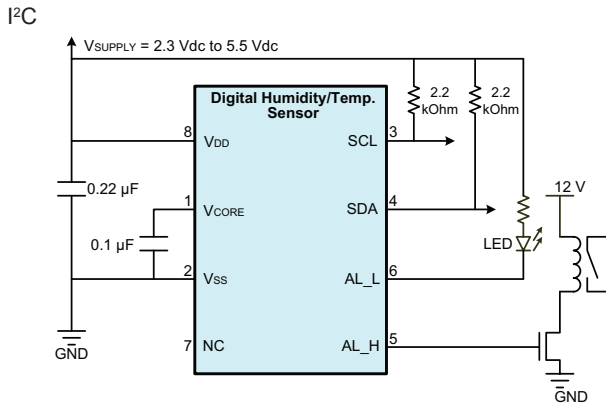 I²C
VSUPPLY = 2.3 Vdc to 5.5 Vdc
2.2
kOhm
2.2
kOhm
Digital Humidity/Temp.
Sensor
8
VDD
SCL
3
0.22 µF
1
VCORE
SDA
4
0.1 µF
12 V
LED
2
VSS
AL_L
6
7
NC
AL_H
5
GND
GND